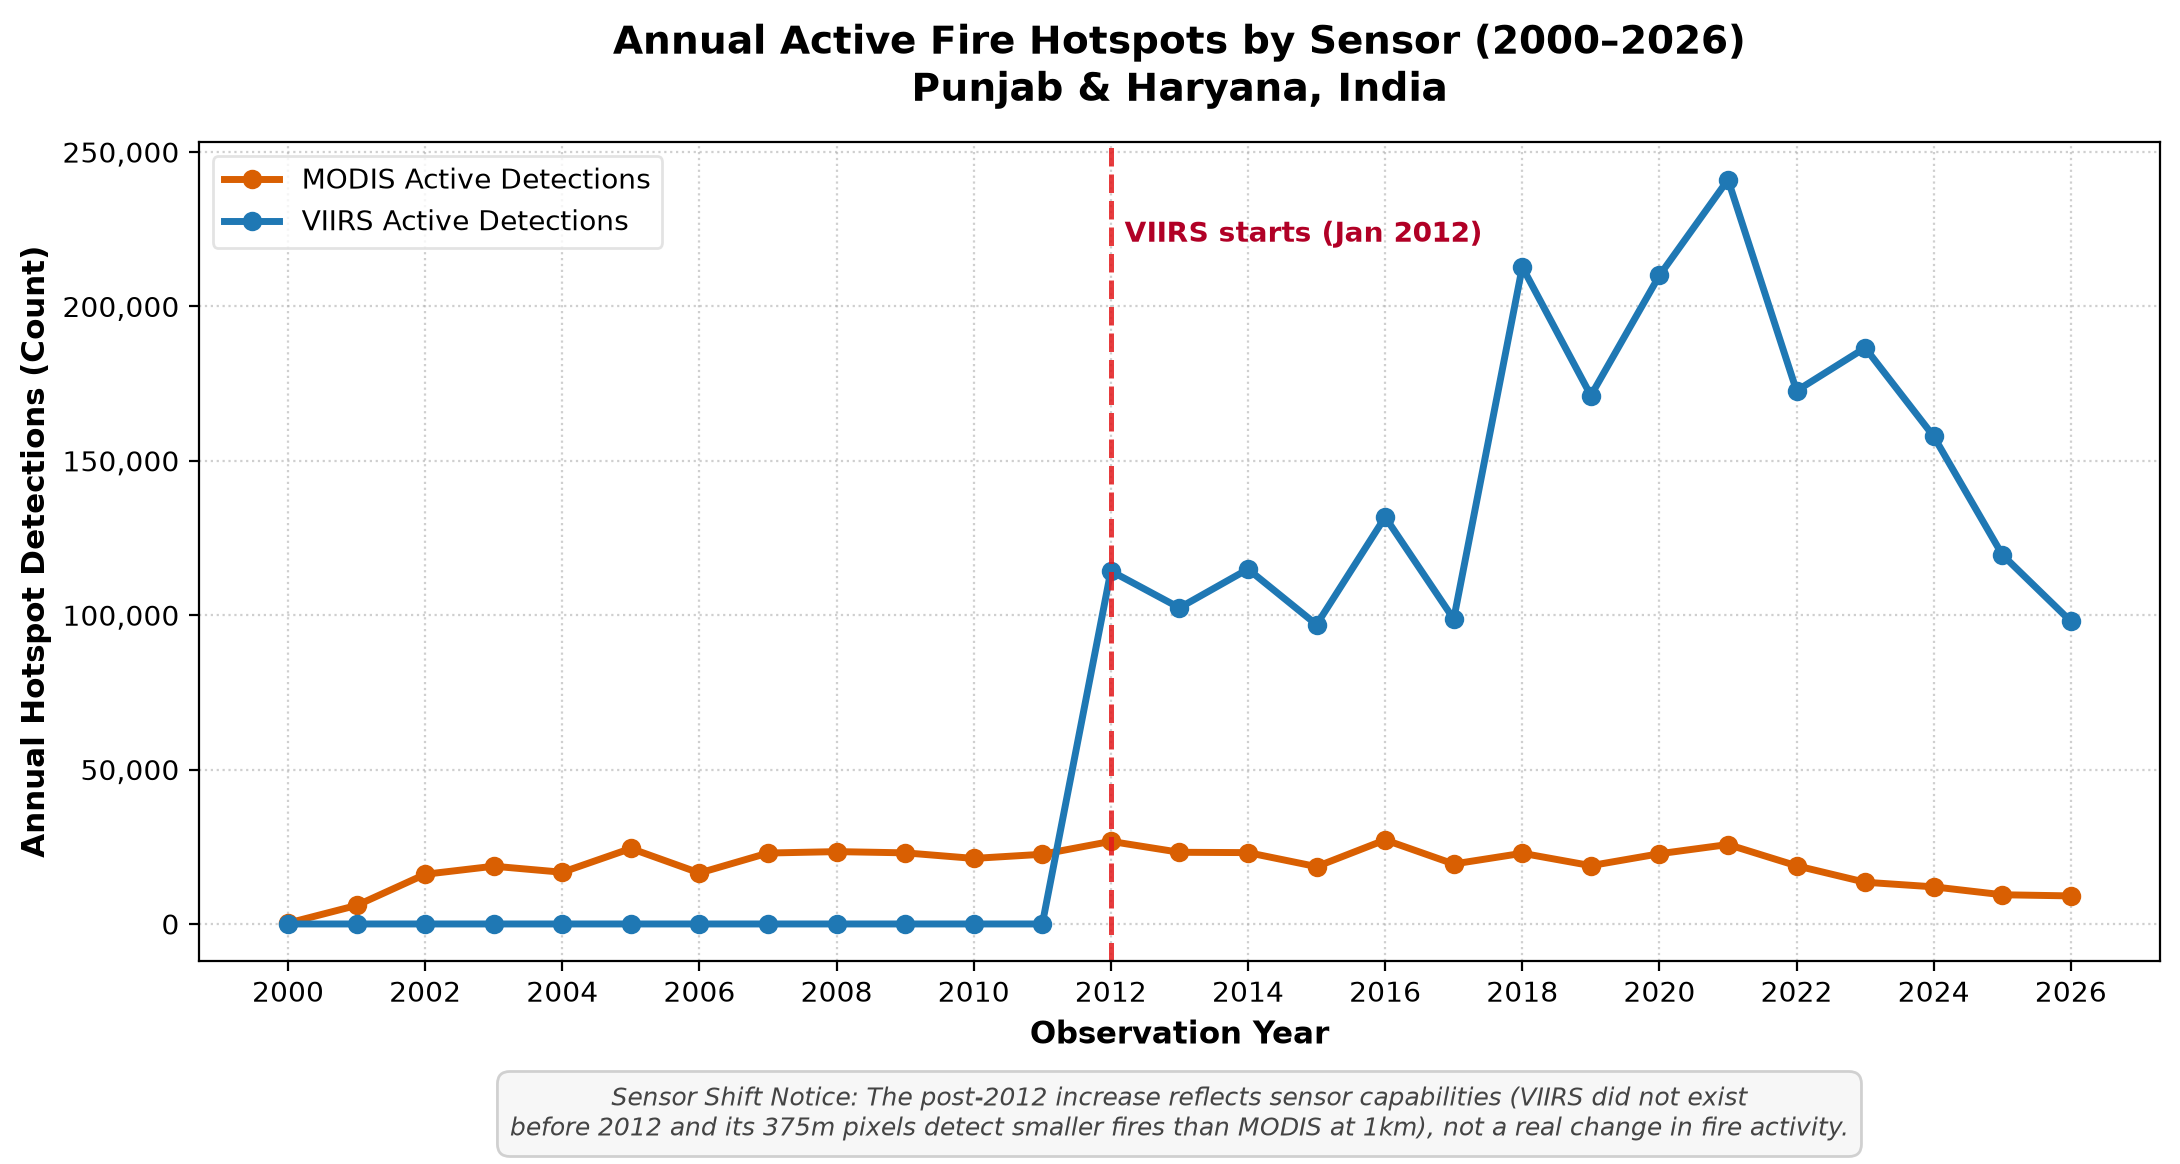 Annual Active Fire Hotspots by Sensor (2000–2026)
Punjab & Haryana, India
MODIS Active Detections
VIIRS Active Detections
VIIRS starts (Jan 2012)
Annual Hotspot Detections (Count)
250,000
200,000
150,000
100,000
50,000
0
2000 2002 2004 2006 2008 2010 2012 2014 2016 2018 2020 2022 2024 2026
Observation Year
Sensor Shift Notice: The post-2012 increase reflects sensor capabilities (VIIRS did not exist
before 2012 and its 375m pixels detect smaller fires than MODIS at 1km), not a real change in fire activity.